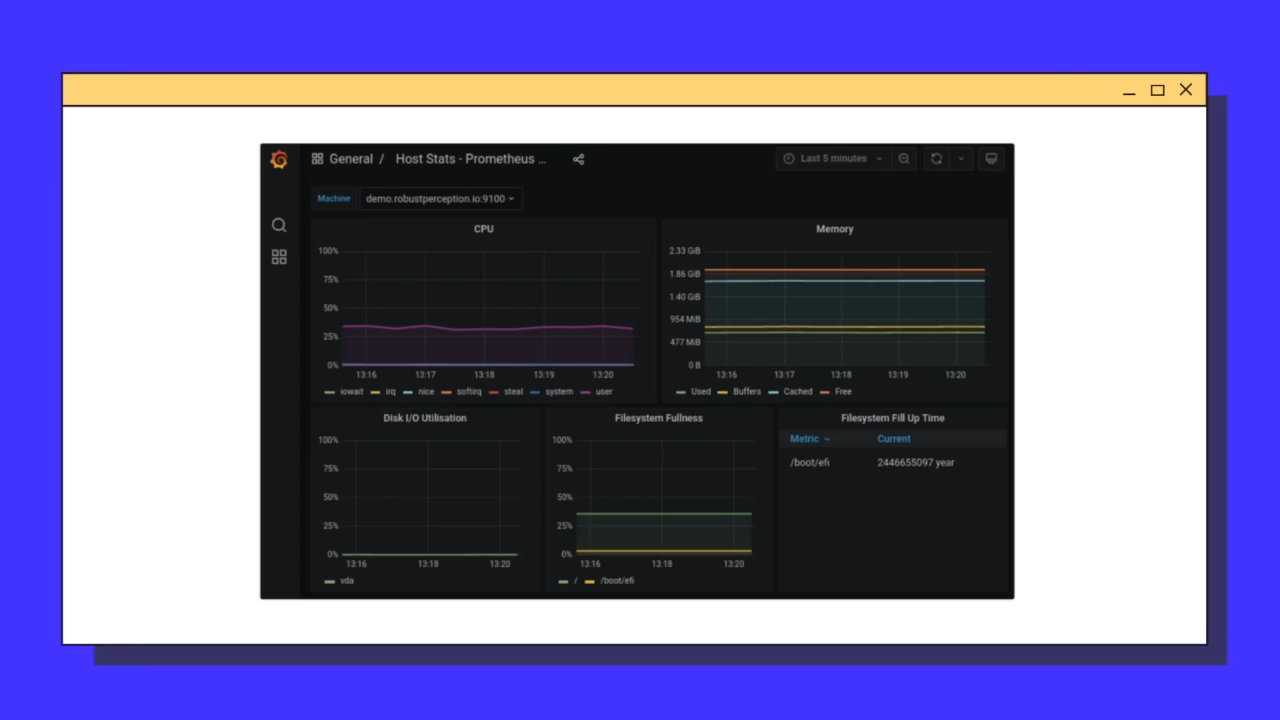 General / Host Stats - Prometheus ...
Last 5 minutes
Machine
demo.robustperception.io:9100
CPU
100%
75%
50%
25%
0%
13:16 13:17 13:18 13:19 13:20
iowait irq nice softirq steal system user
Memory
2.33 GiB
1.86 GiB
1.40 GiB
954 MiB
477 MiB
0 B
13:16 13:17 13:18 13:19 13:20
Used Buffers Cached Free
Disk I/O Utilisation
100%
75%
50%
25%
0%
13:16 13:18 13:20
vda
Filesystem Fullness
100%
75%
50%
25%
0%
13:16 13:18 13:20
/ /boot/efi
Filesystem Fill Up Time
Metric Current
/boot/efi 2446655097 year